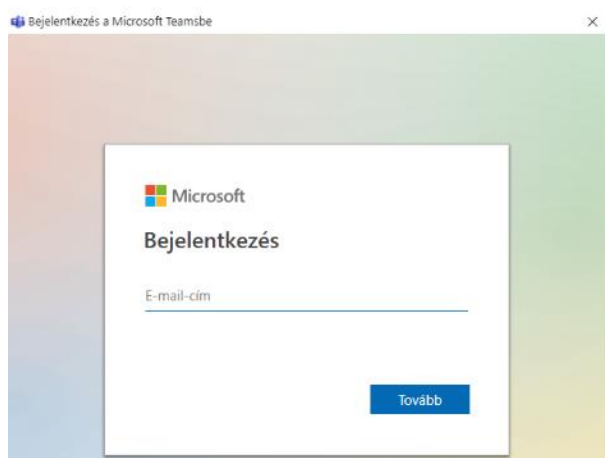 Bejelentkezés a Microsoft Teamsbe
Microsoft
Bejelentkezés
E-mail-cím
Tovább